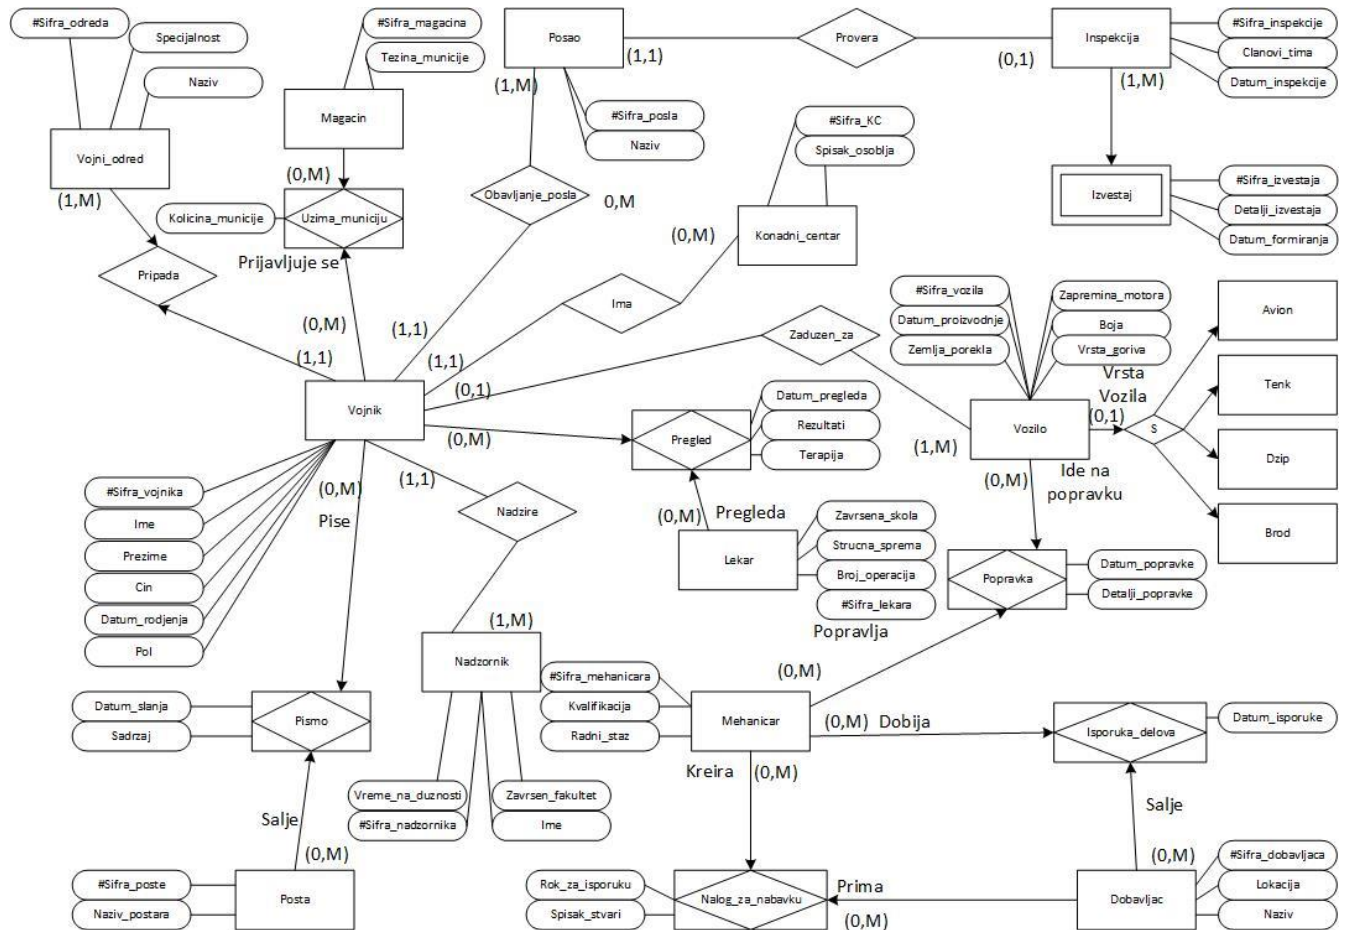 #Sifra_odreda
Specijalnost
Naziv
Vojni_odred
(1,M)
#Sifra_magacina
Tezina_municije
Magacin
(0,M)
Kolicina_municije
Uzima_municiju
Prijavljuje se
(0,M)
Pripada
(1,1)
Posao
(1,1)
(1,M)
#Sifra_posla
Naziv
Obavljanje_posla
0,M
(1,1)
Provera
(0,1)
Inspekcija
(1,M)
#Sifra_inspekcije
Clanovi_tima
Datum_inspekcije
Izvestaj
#Sifra_izvestaja
Detalji_izvestaja
Datum_formiranja
#Sifra_KC
Spisak_osoblja
Konadni_centar
(0,M)
Ima
(1,1)
Zaduzen_za
(0,1)
(1,M)
#Sifra_vozila
Datum_proizvodnje
Zemlja_porekla
Zapremina_motora
Boja
Vrsta_goriva
Vrsta
Vozila
(0,1)
S
Vozilo
Avion
Tenk
Dzip
Brod
(0,M)
Ide na
popravku
Vojnik
(0,M)
Pregled
Datum_pregleda
Rezultati
Terapija
(0,M)
Pregleda
Lekar
Zavrsena_skola
Strucna_sprema
Broj_operacija
#Sifra_lekara
#Sifra_vojnika
Ime
Prezime
Cin
Datum_rodjenja
Pol
(0,M)
Pise
(1,1)
Nadzire
(1,M)
Nadzornik
Vreme_na_duznosti
#Sifra_nadzornika
Zavrsen_fakultet
Ime
Popravka
Datum_popravke
Detalji_popravke
Popravlja
(0,M)
#Sifra_mehanicara
Kvalifikacija
Radni_staz
Mehanicar
(0,M)
Dobija
Isporuka_delova
Datum_isporuke
Kreira
(0,M)
Datum_slanja
Sadrzaj
Pismo
Salje
(0,M)
#Sifra_poste
Naziv_postara
Posta
Rok_za_isporuku
Spisak_stvari
Nalog_za_nabavku
Prima
(0,M)
Salje
(0,M)
Dobavljac
#Sifra_dobavljaca
Lokacija
Naziv